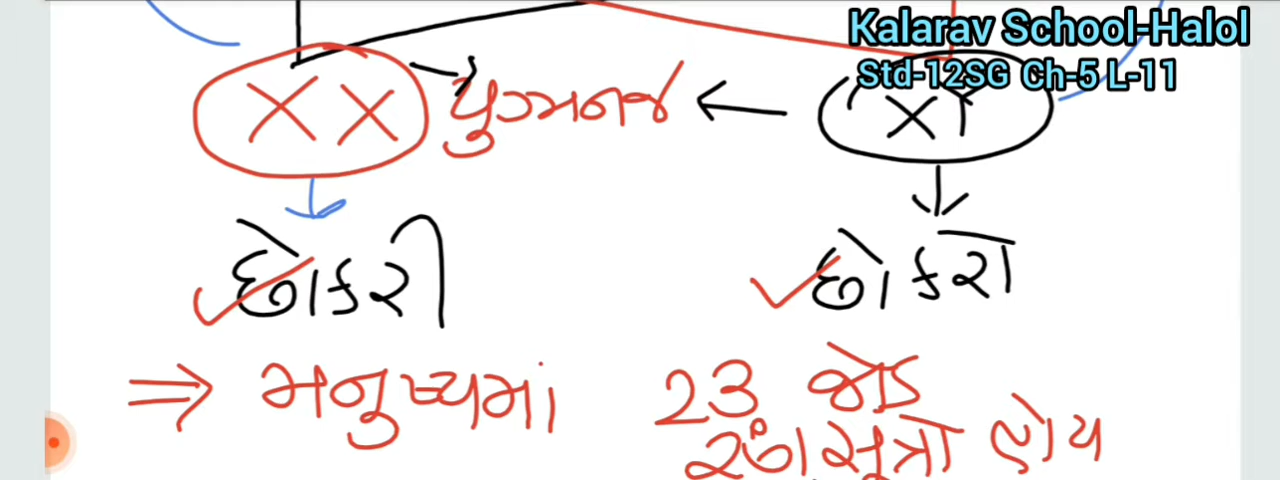 Kalarav School-Halol
Std-12SG Ch-5 L-11
XX યુગ્મનજ ← XY
છોકરી છોકરો
⇒ મનુષ્યમાં 23 જોડ
રંગસૂત્રો હોય